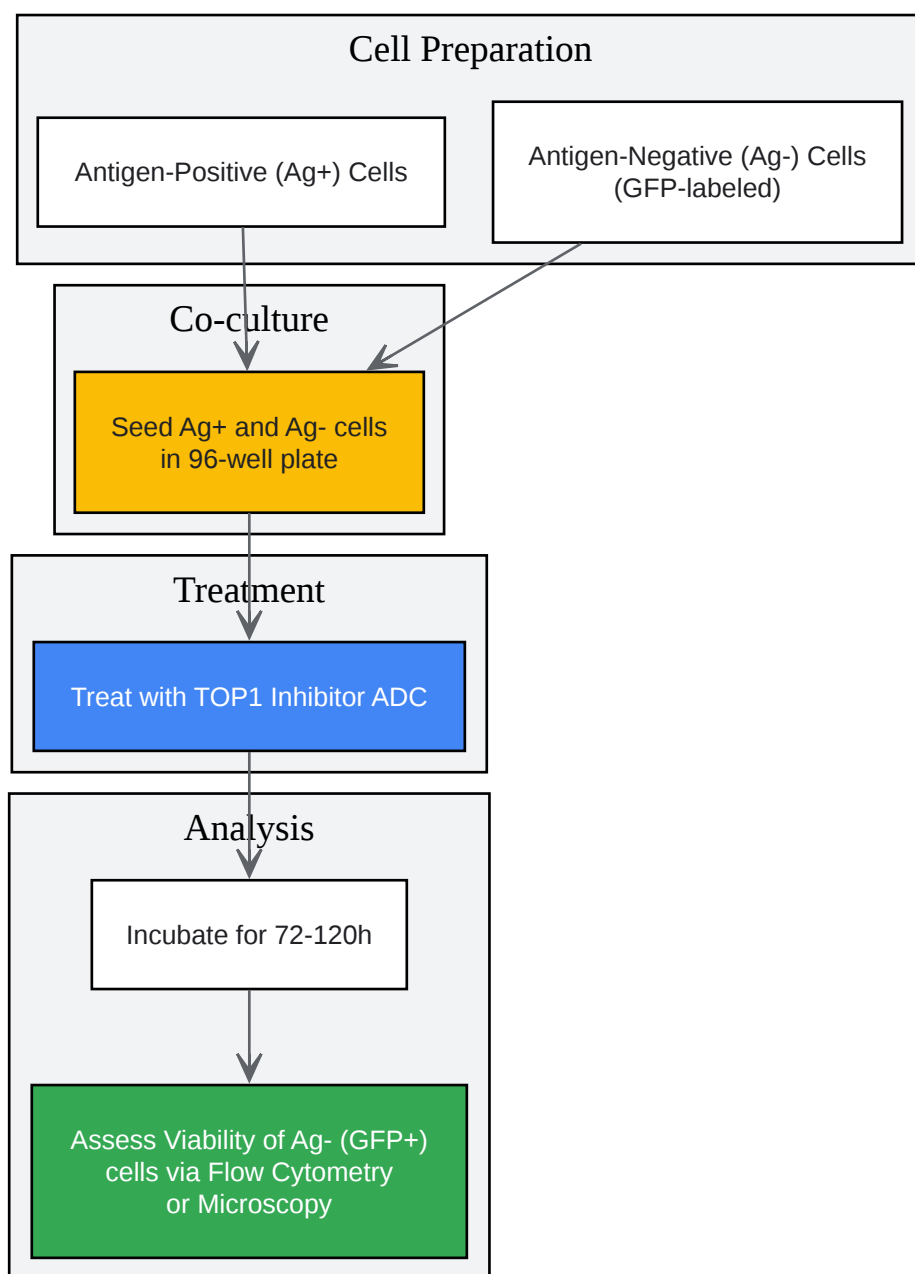 Cell Preparation
Antigen-Positive (Ag+) Cells
Antigen-Negative (Ag-) Cells
(GFP-labeled)
Co-culture
Seed Ag+ and Ag- cells
in 96-well plate
Treatment
Treat with TOP1 Inhibitor ADC
Analysis
Incubate for 72-120h
Assess Viability of Ag- (GFP+)
cells via Flow Cytometry
or Microscopy